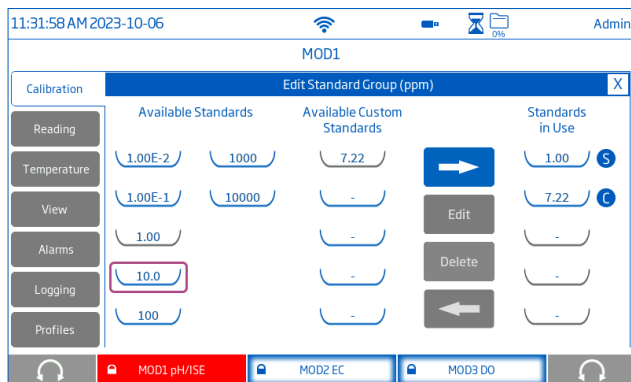 11:31:58 AM 2023-10-06
0%
Admin
MOD1
Calibration
Edit Standard Group (ppm)
X
Reading
Temperature
View
Alarms
Logging
Profiles
Available Standards
Available Custom
Standards
Standards
in Use
1.00E-2 1000 7.22 1.00 S
1.00E-1 10000 - 7.22 C
Edit
1.00 - -
Delete
10.0 - -
100 - -
MOD1 pH/ISE
MOD2 EC
MOD3 DO